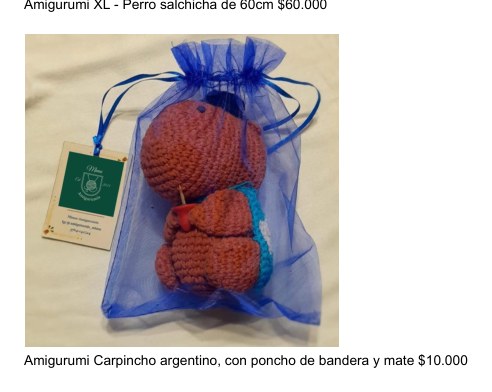 Amigurumi XL - Perro salchicha de 60cm $60.000
Amigurumi Carpincho argentino, con poncho de bandera y mate $10.000